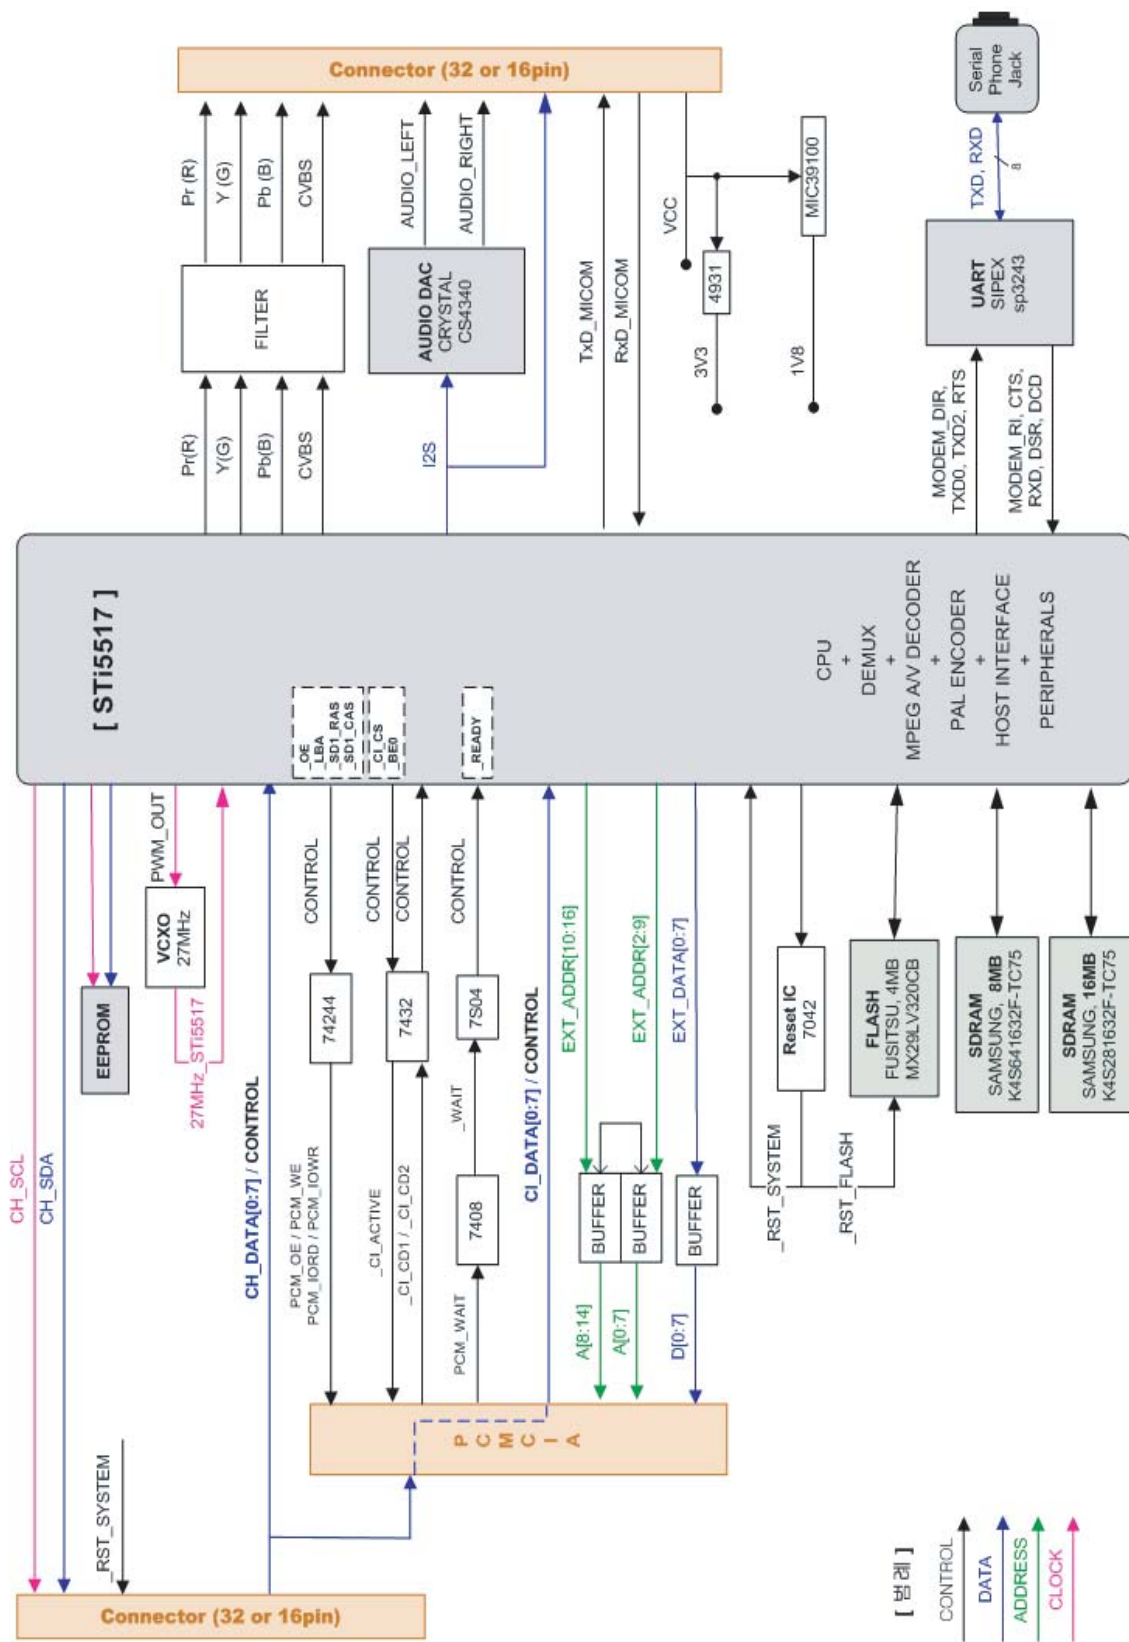 Connector (32 or 16pin)
Serial
Phone
Jack
Pr (R)
Y (G)
Pb (B)
CVBS
AUDIO_LEFT
AUDIO_RIGHT
TXD, RXD
8
FILTER
AUDIO DAC
CRYSTAL
CS4340
TxD_MICOM
RxD_MICOM
VCC
4931
MIC39100
3V3
1V8
UART
SIPEX
sp3243
Pr(R)
Y(G)
Pb(B)
CVBS
I2S
MODEM_DIR,
TXD0, TXD2, RTS
MODEM_RI, CTS,
RXD, DSR, DCD
[ STi5517 ]
_OE
_LBA
_SD1_RAS
_SD1_CAS
_CI_CS
_BE0
_READY
CPU
+
DEMUX
+
MPEG A/V DECODER
+
PAL ENCODER
+
HOST INTERFACE
+
PERIPHERALS
PWM_OUT
VCXO
27MHz
EEPROM
27MHz_STi5517
CONTROL
CONTROL
CONTROL
CONTROL
74244
7432
7S04
_WAIT
7408
EXT_ADDR[10:16]
EXT_ADDR[2:9]
EXT_DATA[0:7]
BUFFER
BUFFER
BUFFER
Reset IC
7042
FLASH
FUSITSU, 4MB
MX29LV320CB
SDRAM
SAMSUNG, 8MB
K4S641632F-TC75
SDRAM
SAMSUNG, 16MB
K4S281632F-TC75
_RST_SYSTEM
_RST_FLASH
CH_SCL
CH_SDA
CH_DATA[0:7] / CONTROL
PCM_OE / PCM_WE
PCM_IORD / PCM_IOWR
_CI_ACTIVE
_CI_CD1 / _CI_CD2
PCM_WAIT
CI_DATA[0:7] / CONTROL
A[8:14]
A[0:7]
D[0:7]
PCMCIA
_RST_SYSTEM
Connector (32 or 16pin)
CONTROL
DATA
ADDRESS
CLOCK